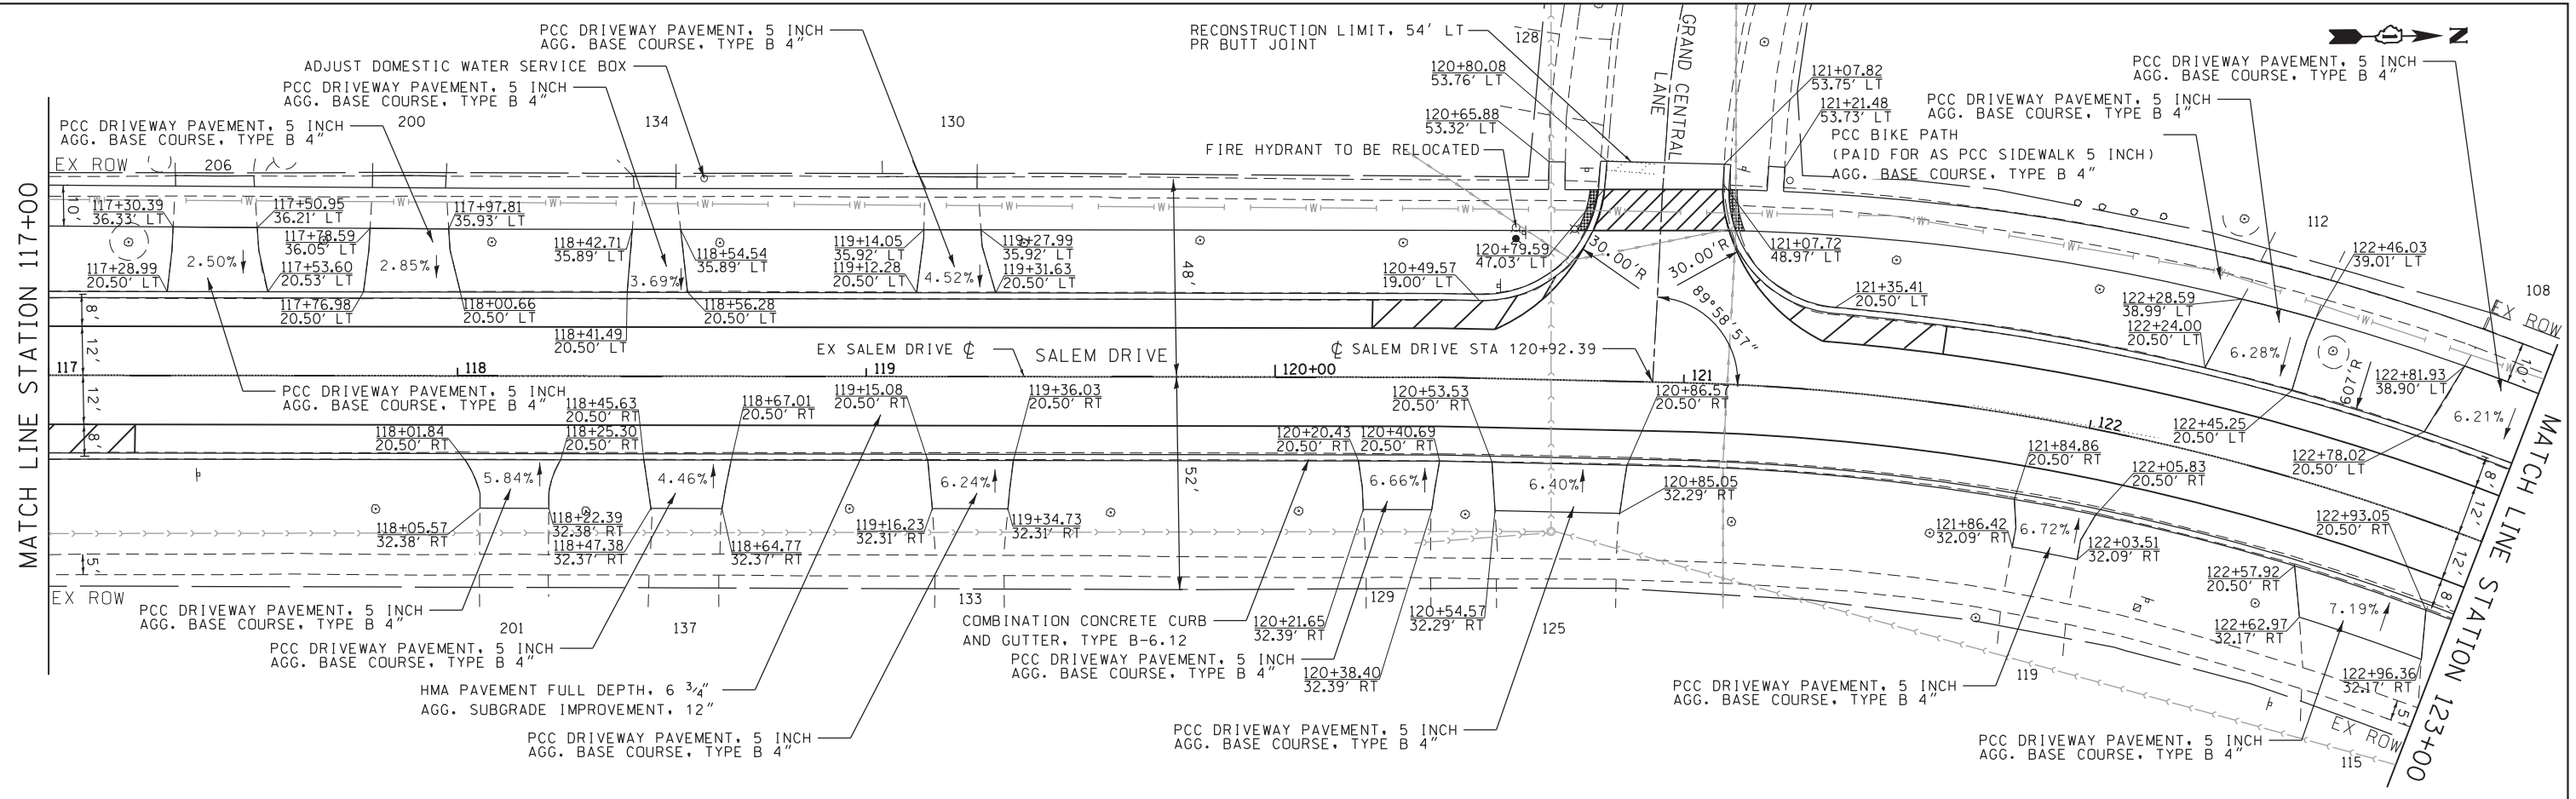 PCC DRIVEWAY PAVEMENT, 5 INCH
AGG. BASE COURSE, TYPE B 4"
ADJUST DOMESTIC WATER SERVICE BOX
PCC DRIVEWAY PAVEMENT, 5 INCH
AGG. BASE COURSE, TYPE B 4"
PCC DRIVEWAY PAVEMENT, 5 INCH
AGG. BASE COURSE, TYPE B 4"
200
134
130
EX ROW
206
RECONSTRUCTION LIMIT, 54' LT
PR BUTT JOINT
128
GRAND CENTRAL
LANE
120+80.08
53.76' LT
120+65.88
53.32' LT
FIRE HYDRANT TO BE RELOCATED
121+07.82
53.75' LT
121+21.48
53.73' LT
PCC BIKE PATH
(PAID FOR AS PCC SIDEWALK 5 INCH)
AGG. BASE COURSE, TYPE B 4"
PCC DRIVEWAY PAVEMENT, 5 INCH
AGG. BASE COURSE, TYPE B 4"
PCC DRIVEWAY PAVEMENT, 5 INCH
AGG. BASE COURSE, TYPE B 4"
N
112
108
EX ROW
MATCH LINE STATION 117+00
10'
117+30.39
36.33' LT
117+50.95
36.21' LT
117+97.81
35.93' LT
117+78.59
36.05' LT
117+28.99
20.50' LT
2.50%
117+53.60
20.53' LT
2.85%
117+76.98
20.50' LT
118+00.66
20.50' LT
118+42.71
35.89' LT
118+54.54
35.89' LT
3.69%
118+56.28
20.50' LT
118+41.49
20.50' LT
119+14.05
35.92' LT
119+12.28
20.50' LT
4.52%
119+27.99
35.92' LT
119+31.63
20.50' LT
48'
120+79.59
47.03' LT
120+49.57
19.00' LT
30.00'R
30.00'R
89°58'57"
121+07.72
48.97' LT
121+35.41
20.50' LT
122+46.03
39.01' LT
122+28.59
38.99' LT
122+24.00
20.50' LT
6.28%
607'R
122+81.93
38.90' LT
10'
6.21%
122+45.25
20.50' LT
122+78.02
20.50' LT
W W W W W W W W W W W W W W W
8'
12'
12'
8'
117
118
119
120+00
121
122
EX SALEM DRIVE ℄
SALEM DRIVE
℄ SALEM DRIVE STA 120+92.39
PCC DRIVEWAY PAVEMENT, 5 INCH
AGG. BASE COURSE, TYPE B 4"
118+01.84
20.50' RT
118+45.63
20.50' RT
118+25.30
20.50' RT
118+67.01
20.50' RT
119+15.08
20.50' RT
119+36.03
20.50' RT
120+53.53
20.50' RT
120+86.51
20.50' RT
120+20.43
20.50' RT
120+40.69
20.50' RT
5.84%
4.46%
6.24%
52'
6.66%
6.40%
120+85.05
32.29' RT
121+84.86
20.50' RT
122+05.83
20.50' RT
121+86.42
32.09' RT
6.72%
122+03.51
32.09' RT
122+93.05
20.50' RT
122+57.92
20.50' RT
122+62.97
32.17' RT
7.19%
122+96.36
32.17' RT
8'
12'
12'
8'
5'
MATCH LINE STATION 123+00
118+05.57
32.38' RT
118+22.39
32.38' RT
118+47.38
32.37' RT
118+64.77
32.37' RT
119+16.23
32.31' RT
119+34.73
32.31' RT
5'
EX ROW
PCC DRIVEWAY PAVEMENT, 5 INCH
AGG. BASE COURSE, TYPE B 4"
201
137
133
129
125
119
115
EX ROW
PCC DRIVEWAY PAVEMENT, 5 INCH
AGG. BASE COURSE, TYPE B 4"
HMA PAVEMENT FULL DEPTH, 6 3/4"
AGG. SUBGRADE IMPROVEMENT, 12"
PCC DRIVEWAY PAVEMENT, 5 INCH
AGG. BASE COURSE, TYPE B 4"
COMBINATION CONCRETE CURB
AND GUTTER, TYPE B-6.12
PCC DRIVEWAY PAVEMENT, 5 INCH
AGG. BASE COURSE, TYPE B 4"
120+21.65
32.39' RT
120+38.40
32.39' RT
120+54.57
32.29' RT
PCC DRIVEWAY PAVEMENT, 5 INCH
AGG. BASE COURSE, TYPE B 4"
PCC DRIVEWAY PAVEMENT, 5 INCH
AGG. BASE COURSE, TYPE B 4"
PCC DRIVEWAY PAVEMENT, 5 INCH
AGG. BASE COURSE, TYPE B 4"